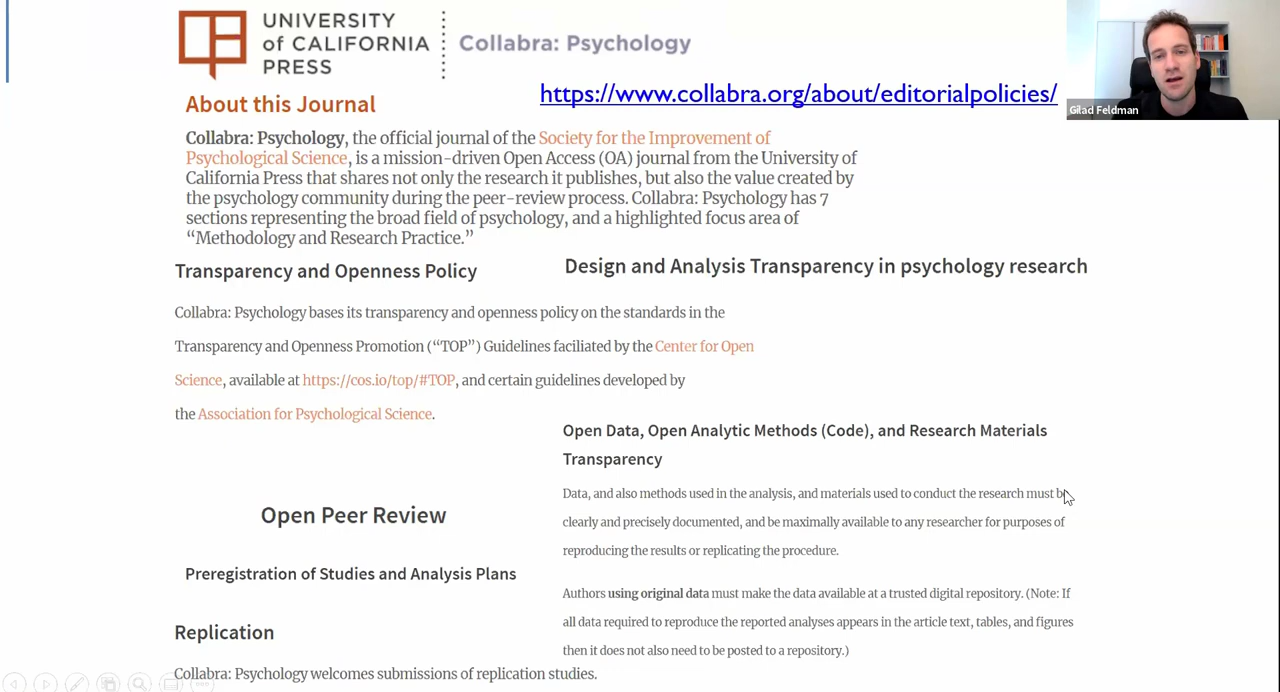 UNIVERSITY
of CALIFORNIA
PRESS
Collabra: Psychology
https://www.collabra.org/about/editorialpolicies/
Gilad Feldman
About this Journal
Collabra: Psychology, the official journal of the Society for the Improvement of
Psychological Science, is a mission-driven Open Access (OA) journal from the University of
California Press that shares not only the research it publishes, but also the value created by
the psychology community during the peer-review process. Collabra: Psychology has 7
sections representing the broad field of psychology, and a highlighted focus area of
“Methodology and Research Practice.”
Transparency and Openness Policy
Collabra: Psychology bases its transparency and openness policy on the standards in the
Transparency and Openness Promotion (“TOP”) Guidelines faciliated by the Center for Open
Science, available at https://cos.io/top/#TOP, and certain guidelines developed by
the Association for Psychological Science.
Open Peer Review
Preregistration of Studies and Analysis Plans
Replication
Collabra: Psychology welcomes submissions of replication studies.
Design and Analysis Transparency in psychology research
Open Data, Open Analytic Methods (Code), and Research Materials
Transparency
Data, and also methods used in the analysis, and materials used to conduct the research must be
clearly and precisely documented, and be maximally available to any researcher for purposes of
reproducing the results or replicating the procedure.
Authors using original data must make the data available at a trusted digital repository. (Note: If
all data required to reproduce the reported analyses appears in the article text, tables, and figures
then it does not also need to be posted to a repository.)